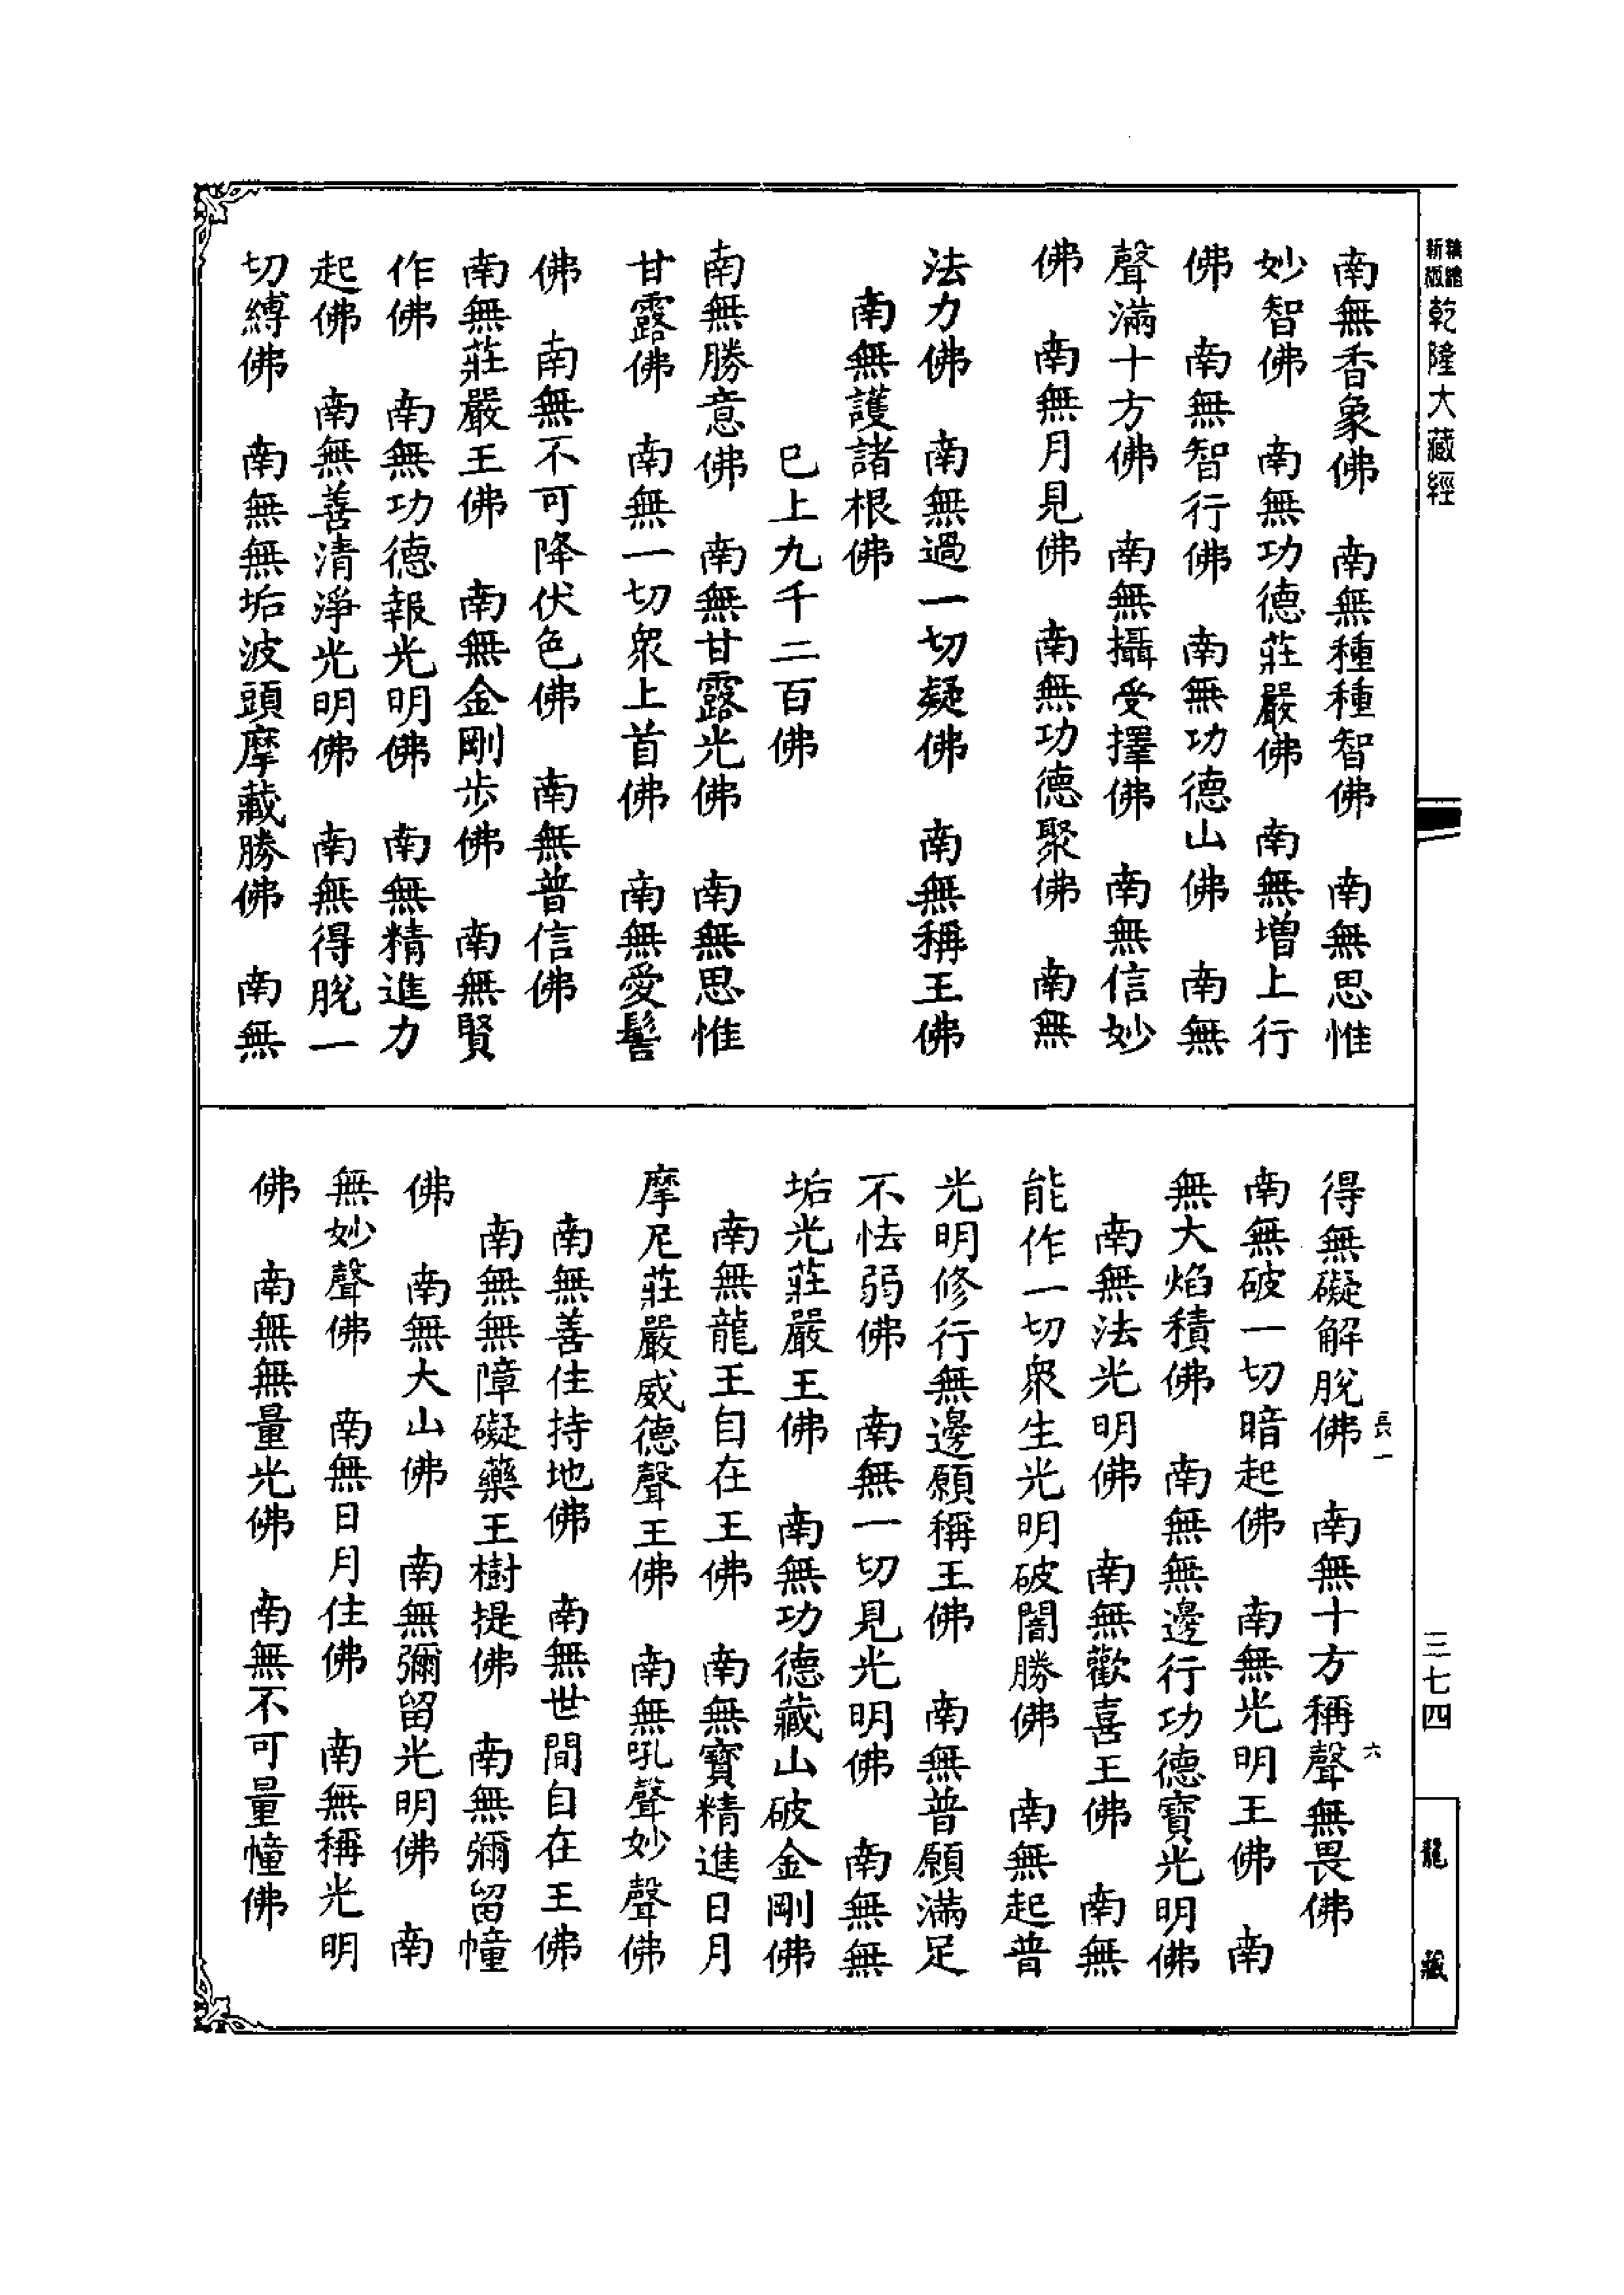 新版
精縮
乾隆大藏經
南無香象佛　南無種種智佛　南無思惟
妙智佛　南無功德莊嚴佛　南無增上行
佛　南無智行佛　南無功德山佛　南無
聲滿十方佛　南無攝受擇佛　南無信妙
佛　南無月見佛　南無功德聚佛　南無
法力佛　南無過一切疑佛　南無稱王佛
南無護諸根佛
已上九千二百佛
南無勝意佛　南無甘露光佛　南無思惟
甘露佛　南無一切衆上首佛　南無愛髻
佛　南無不可降伏色佛　南無普信佛
南無莊嚴王佛　南無金剛步佛　南無賢
作佛　南無功德報光明佛　南無精進力
起佛　南無善清淨光明佛　南無得脫一
切縛佛　南無無垢波頭摩藏勝佛　南無
得無礙解脫佛　南無十方稱聲無畏佛
南無破一切暗起佛　南無光明王佛　南
無大焰積佛　南無無邊行功德寶光明佛
南無法光明佛　南無歡喜王佛　南無
能作一切衆生光明破闇勝佛　南無起普
光明修行無邊願稱王佛　南無普願滿足
不怯弱佛　南無一切見光明佛　南無無
垢光莊嚴王佛　南無功德藏山破金剛佛
南無龍王自在王佛　南無寶精進日月
摩尼莊嚴威德聲王佛　南無吼聲妙聲佛
南無善住持地佛　南無世間自在王佛
南無無障礙藥王樹提佛　南無彌留幢
佛　南無大山佛　南無彌留光明佛　南
無妙聲佛　南無日月住佛　南無稱光明
佛　南無無量光佛　南無不可量幢佛
長一
六
三七四
龍藏